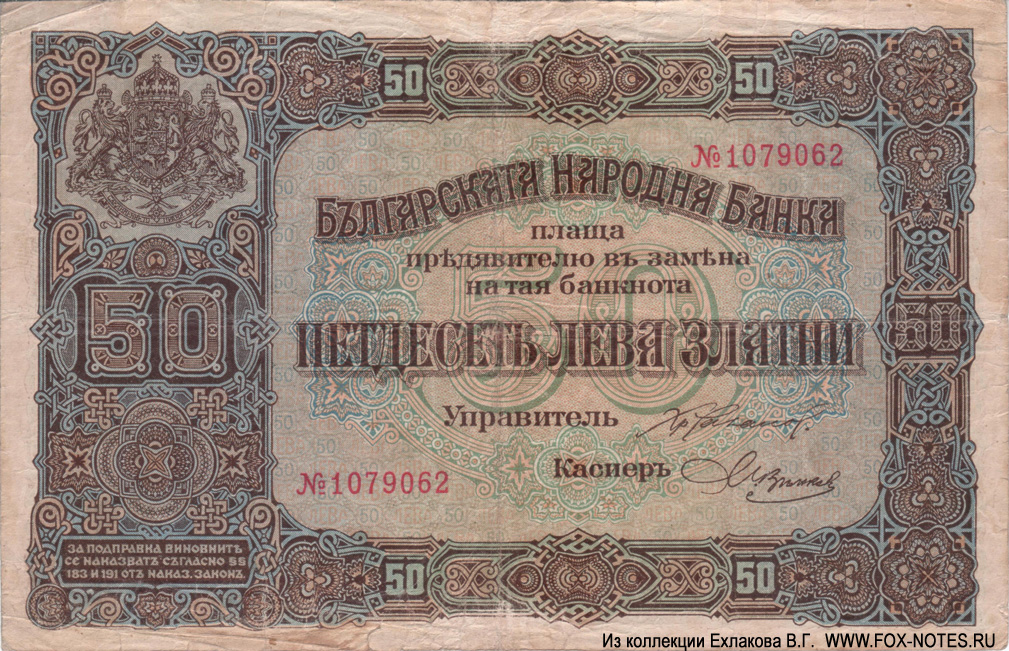 50
50
№1079062
БЪЛГАРСКАТА НАРОДНА БАНКА
плаща
прѣдявителю въ замѣна
на тая банкнота
50
50
50
ПЕТДЕСЕТЬ ЛЕВА ЗЛАТНИ
Управитель
Касиеръ
№1079062
ЗА ПОДПРАВКА ВИНОВНИТѢ
СЕ НАКАЗВАТ СЪГЛАСНО §§
183 И 191 ОТЪ НАКАЗ. ЗАКОНЪ
50
50
Из коллекции Ехлакова В.Г. WWW.FOX-NOTES.RU